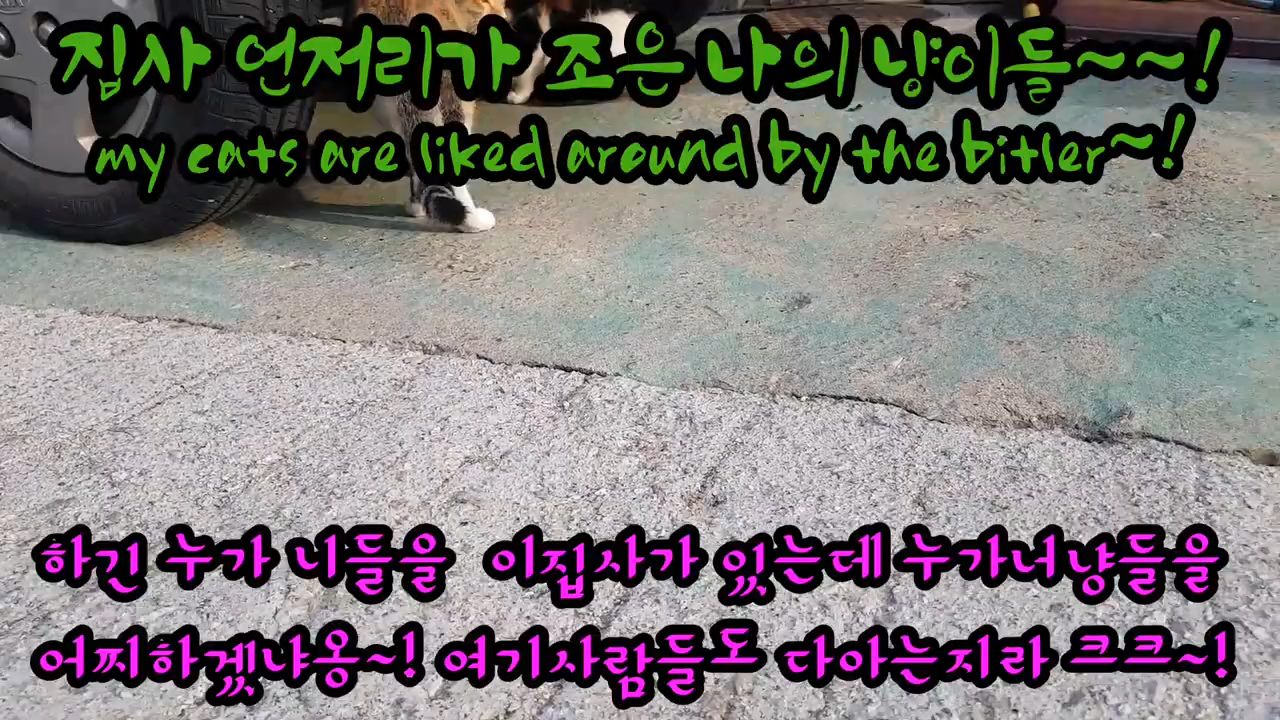 집사 언저리가 조은 나의 냥이들~~!
my cats are liked around by the bitler~!
하긴 누가 니들을 이집사가 있는데 누가너냥들을
어찌하겠냐옹~! 여기사람들도 다아는지라 크크~!